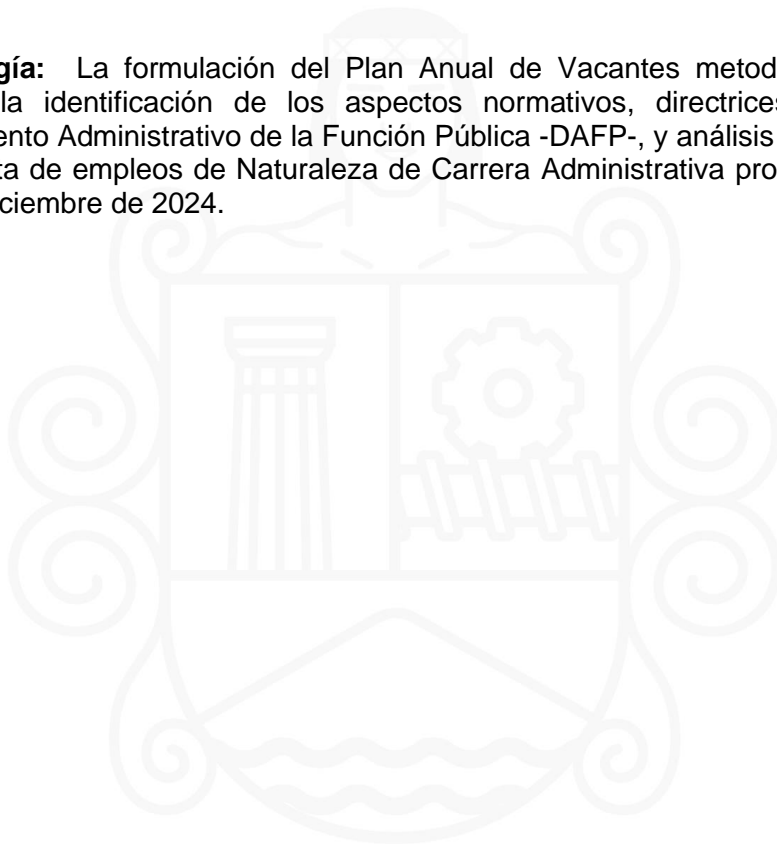 gía: La formulación del Plan Anual de Vacantes metod
la identificación de los aspectos normativos, directrices
ento Administrativo de la Función Pública -DAFP-, y análisis
ta de empleos de Naturaleza de Carrera Administrativa pro
ciembre de 2024.